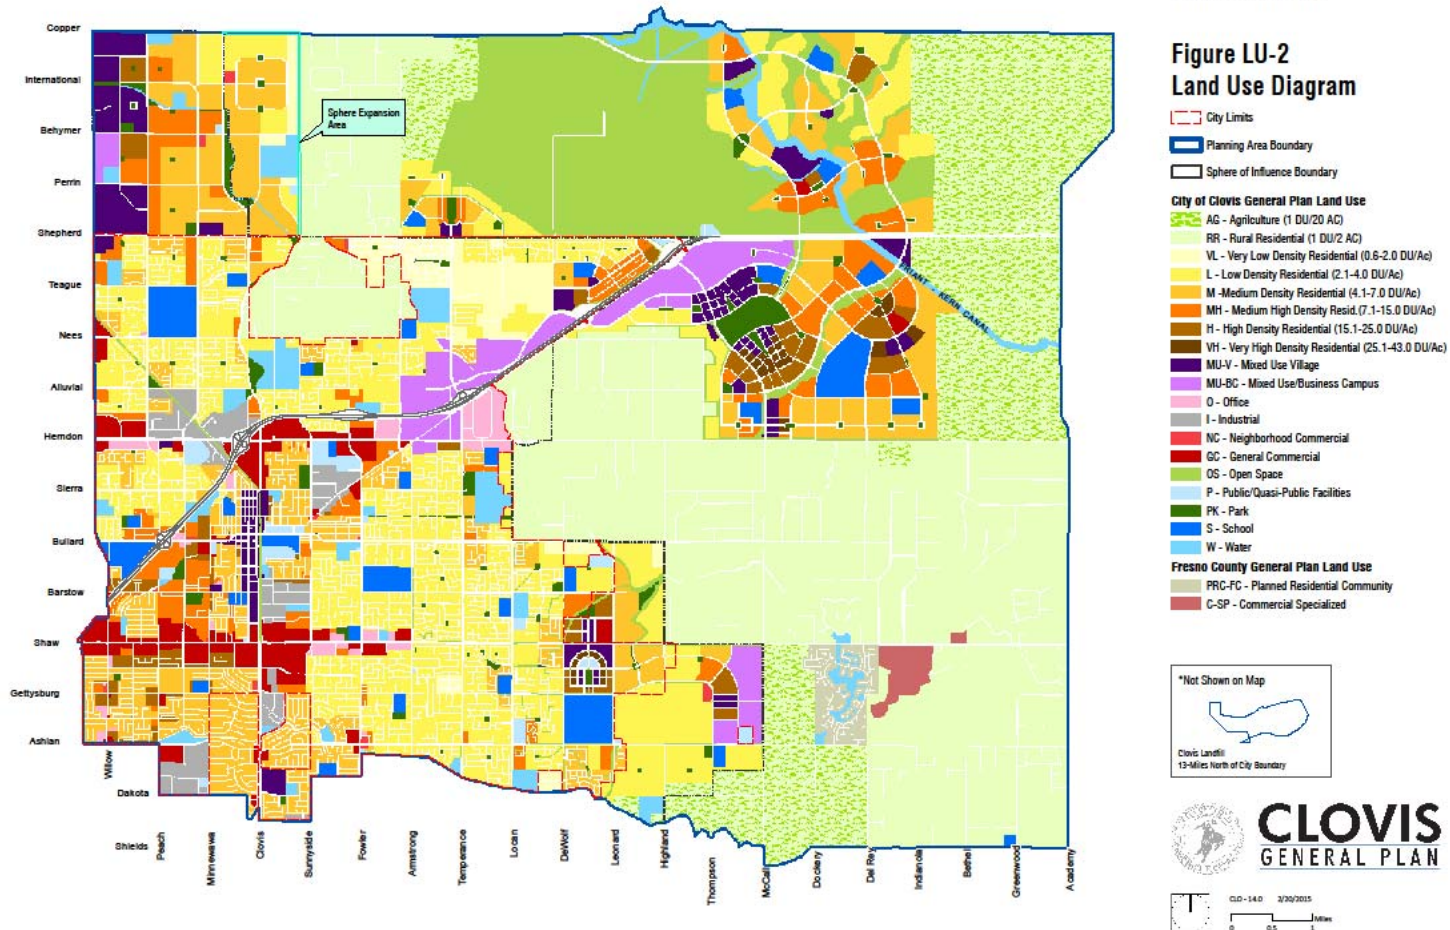 Copper
International
Behymer
Perrin
Shepherd
Teague
Nees
Alluvial
Herndon
Sierra
Bullard
Barstow
Shaw
Gettysburg
Ashlan
Dakota
Shields
Sphere Expansion
Area
FRIANT - KERN CANAL
Willow
Peach
Minnewawa
Clovis
Sunnyside
Fowler
Armstrong
Temperance
Locan
DeWolf
Leonard
Highland
Thompson
McCall
Dockery
Del Rey
Indianola
Bethel
Greenwood
Academy
Figure LU-2
Land Use Diagram
City Limits
Planning Area Boundary
Sphere of Influence Boundary
City of Clovis General Plan Land Use
AG - Agriculture (1 DU/20 AC)
RR - Rural Residential (1 DU/2 AC)
VL - Very Low Density Residential (0.6-2.0 DU/Ac)
L - Low Density Residential (2.1-4.0 DU/Ac)
M -Medium Density Residential (4.1-7.0 DU/Ac)
MH - Medium High Density Resid.(7.1-15.0 DU/Ac)
H - High Density Residential (15.1-25.0 DU/Ac)
VH - Very High Density Residential (25.1-43.0 DU/Ac)
MU-V - Mixed Use Village
MU-BC - Mixed Use/Business Campus
O - Office
I - Industrial
NC - Neighborhood Commercial
GC - General Commercial
OS - Open Space
P - Public/Quasi-Public Facilities
PK - Park
S - School
W - Water
Fresno County General Plan Land Use
PRC-FC - Planned Residential Community
C-SP - Commercial Specialized
*Not Shown on Map
Clovis Landfill
13-Miles North of City Boundary
CLOVIS
GENERAL PLAN
CLO - 14.0 2/20/2015
0 0.5 1 Miles